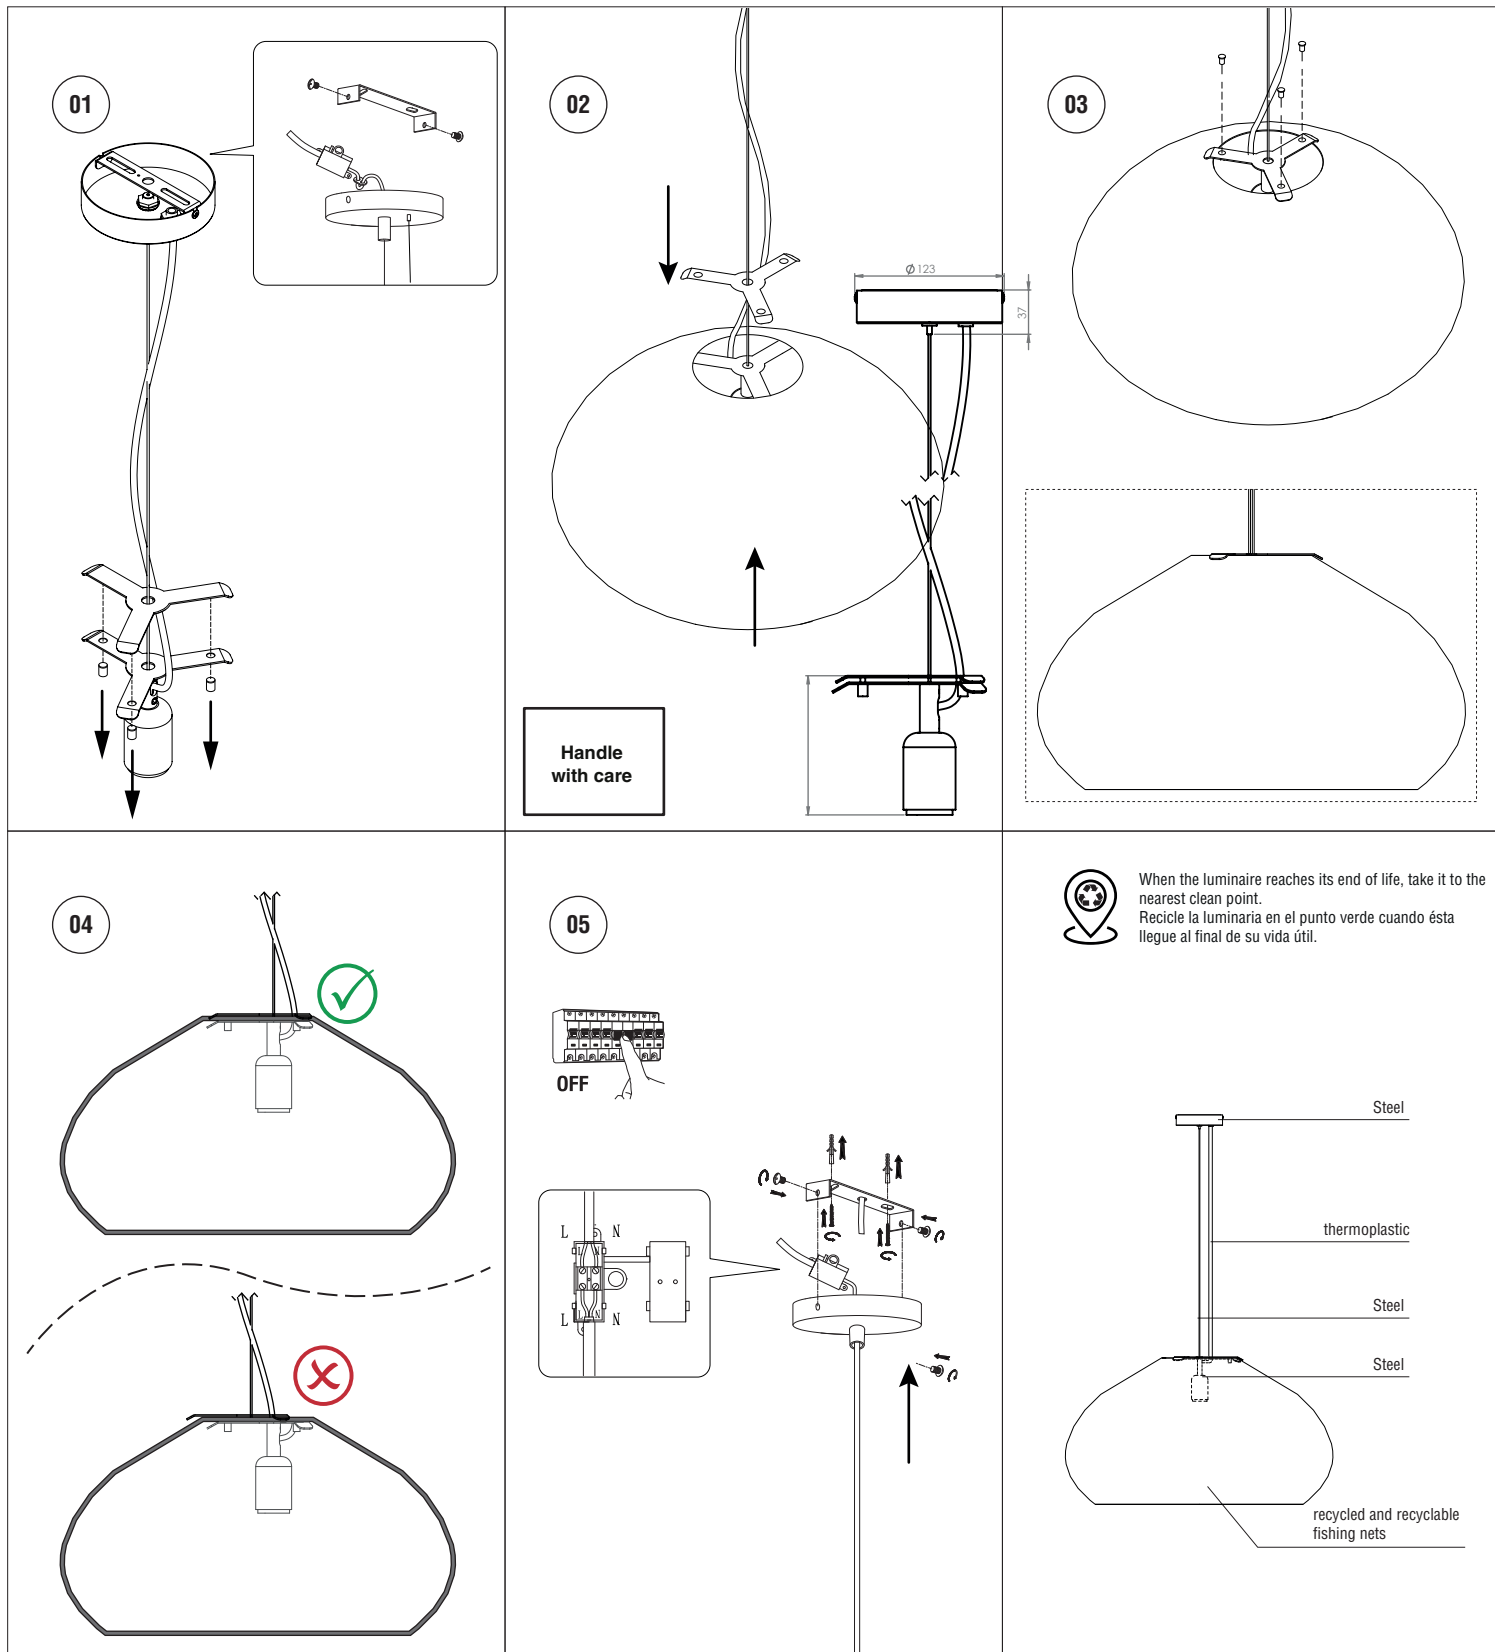 01
02
Ø123
37
Handle
with care
03
04
05
OFF
L N
L N
L N
L N
When the luminaire reaches its end of life, take it to the
nearest clean point.
Recicle la luminaria en el punto verde cuando ésta
llegue al final de su vida útil.
Steel
thermoplastic
Steel
Steel
recycled and recyclable
fishing nets